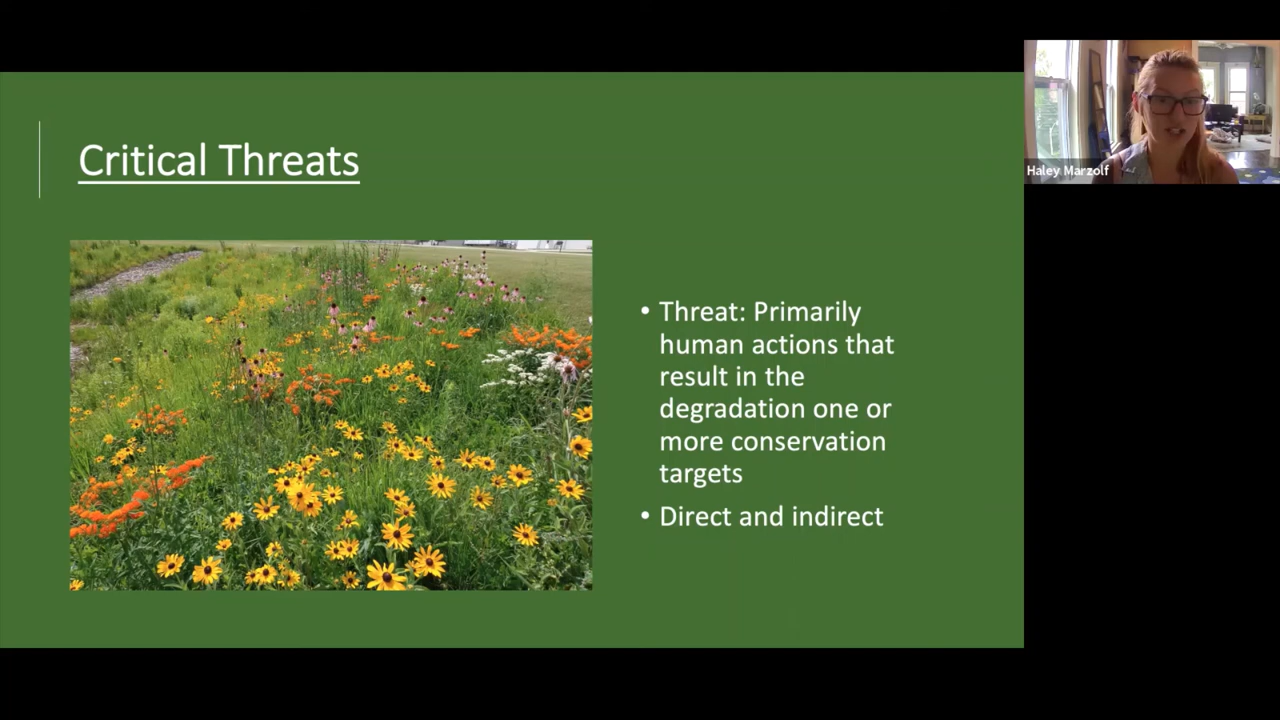 Critical Threats
• Threat: Primarily
human actions that
result in the
degradation one or
more conservation
targets
• Direct and indirect
Haley Marzolf